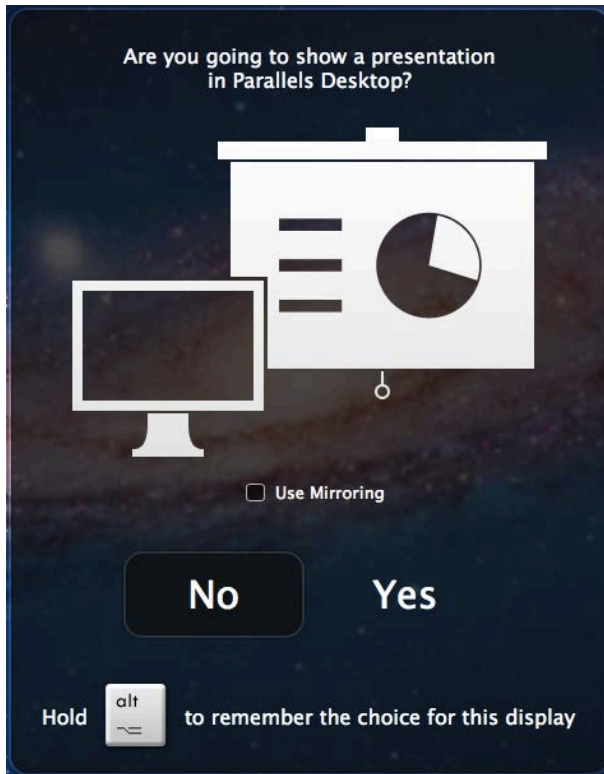 Are you going to show a presentation
in Parallels Desktop?
Use Mirroring
No Yes
Hold alt to remember the choice for this display